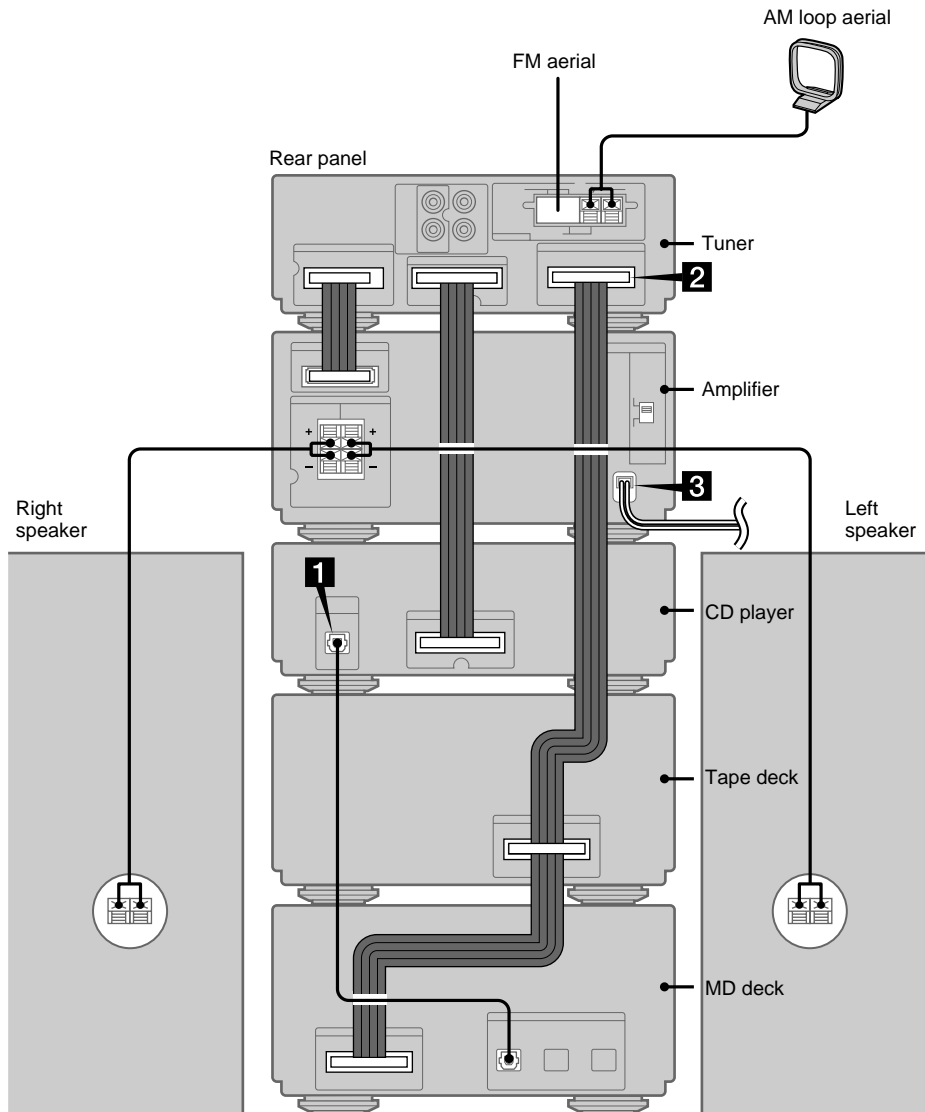 AM loop aerial
FM aerial
Rear panel
Tuner
2
Amplifier
+ +
– –
3
Right
speaker
Left
speaker
1
CD player
Tape deck
MD deck